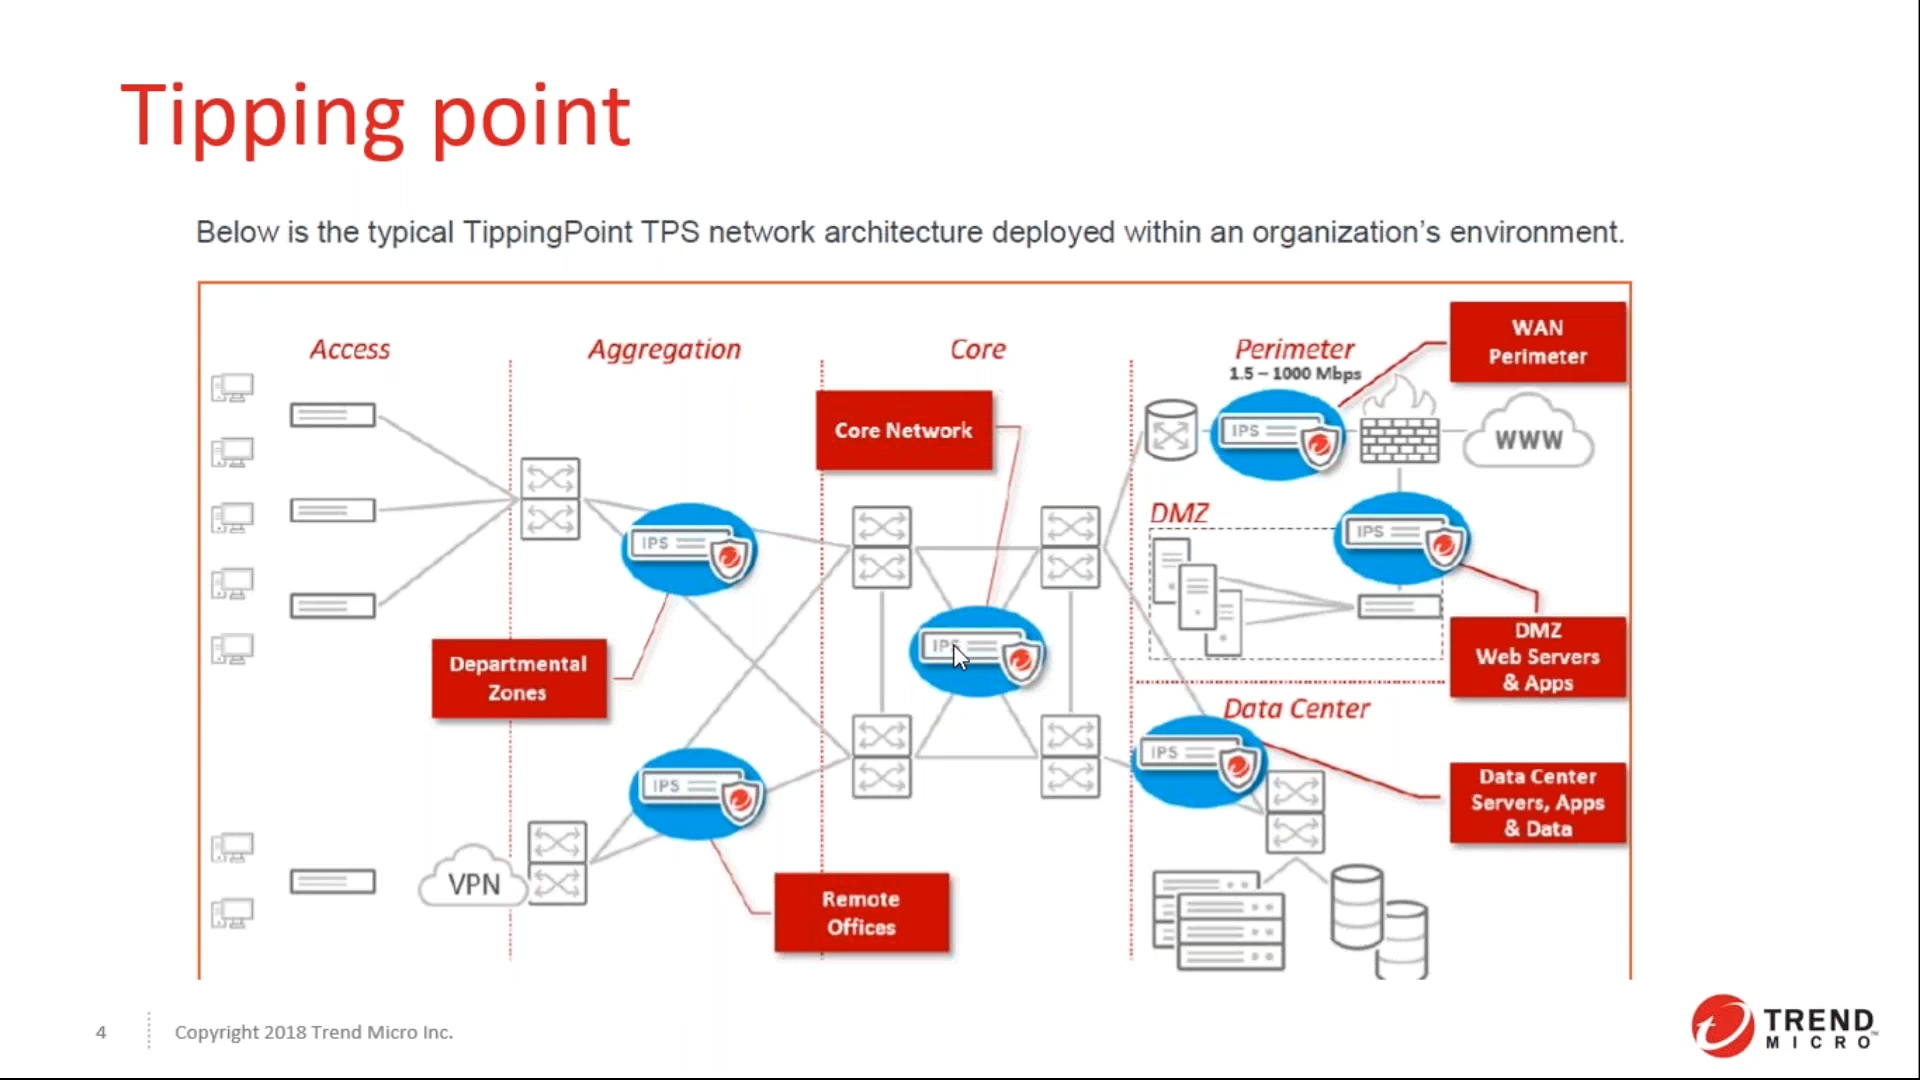 Tipping point
Below is the typical TippingPoint TPS network architecture deployed within an organization's environment.
Access
Aggregation
Core
Perimeter
1.5 – 1000 Mbps
WAN
Perimeter
Core Network
IPS
WWW
DMZ
IPS
IPS
IPS
DMZ
Web Servers
& Apps
Departmental
Zones
Data Center
IPS
IPS
Data Center
Servers, Apps
& Data
VPN
Remote
Offices
4
Copyright 2018 Trend Micro Inc.
TREND
MICRO
™